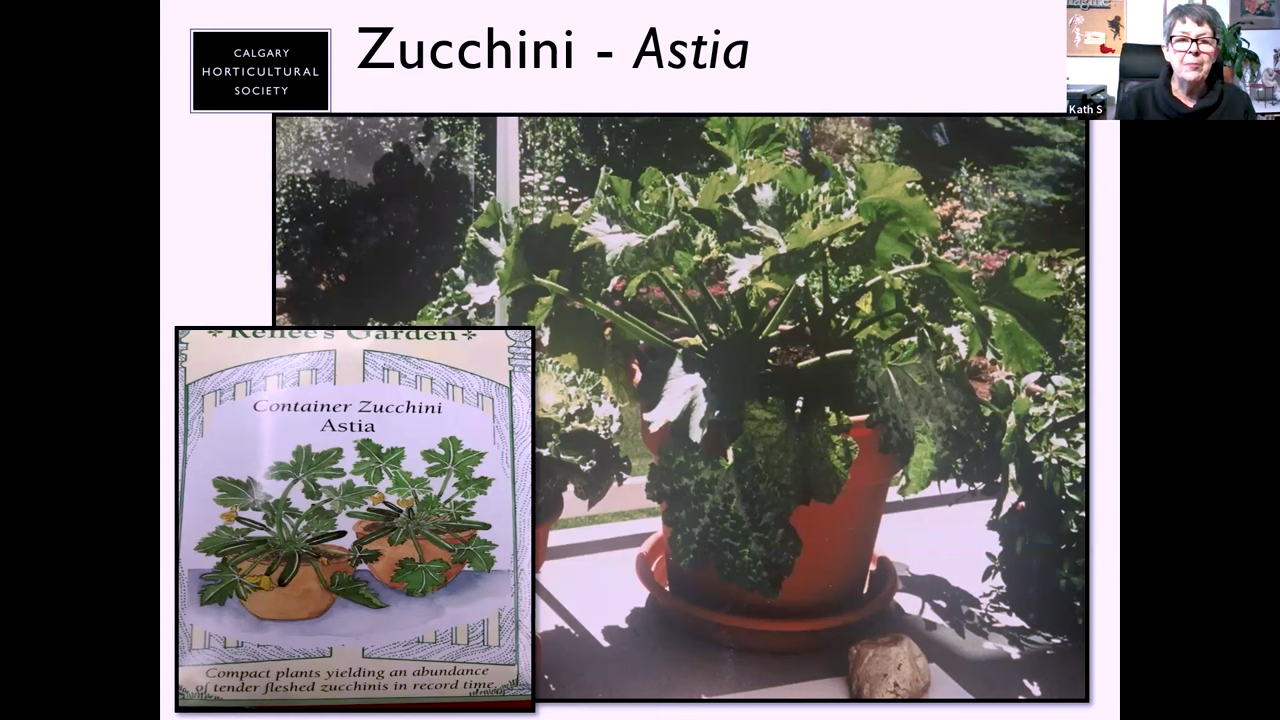 CALGARY
HORTICULTURAL
SOCIETY
Zucchini - Astia
Kath S
Renee's Garden
Container Zucchini
Astia
Compact plants yielding an abundance
of tender fleshed zucchinis in record time.